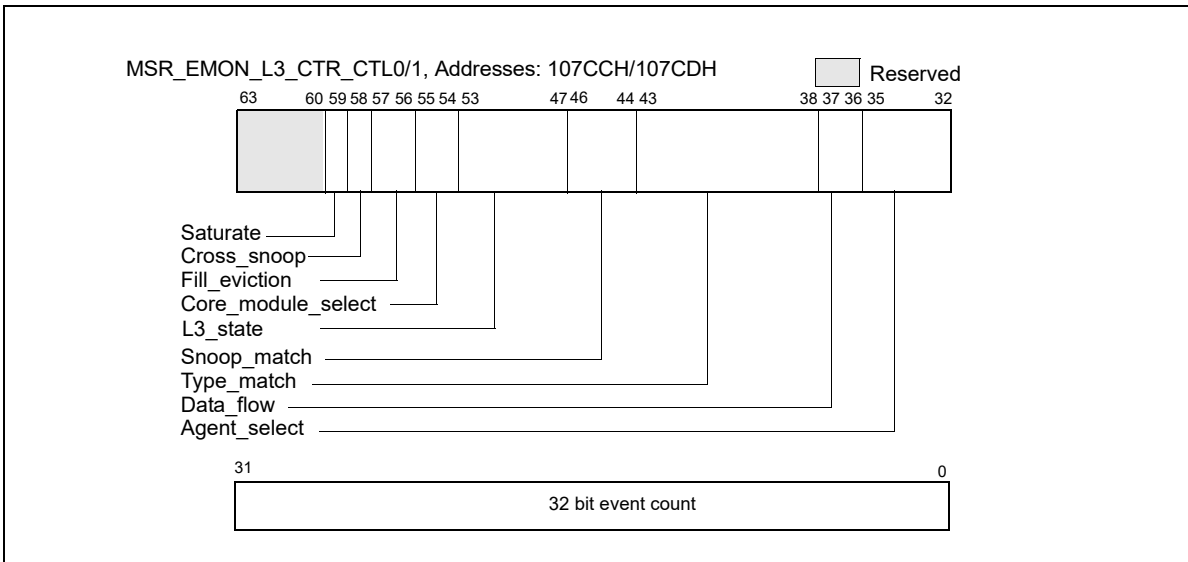 MSR_EMON_L3_CTR_CTL0/1, Addresses: 107CCH/107CDH
Reserved
63 60 59 58 57 56 55 54 53 47 46 44 43 38 37 36 35 32
Saturate
Cross_snoop
Fill_eviction
Core_module_select
L3_state
Snoop_match
Type_match
Data_flow
Agent_select
31 0
32 bit event count